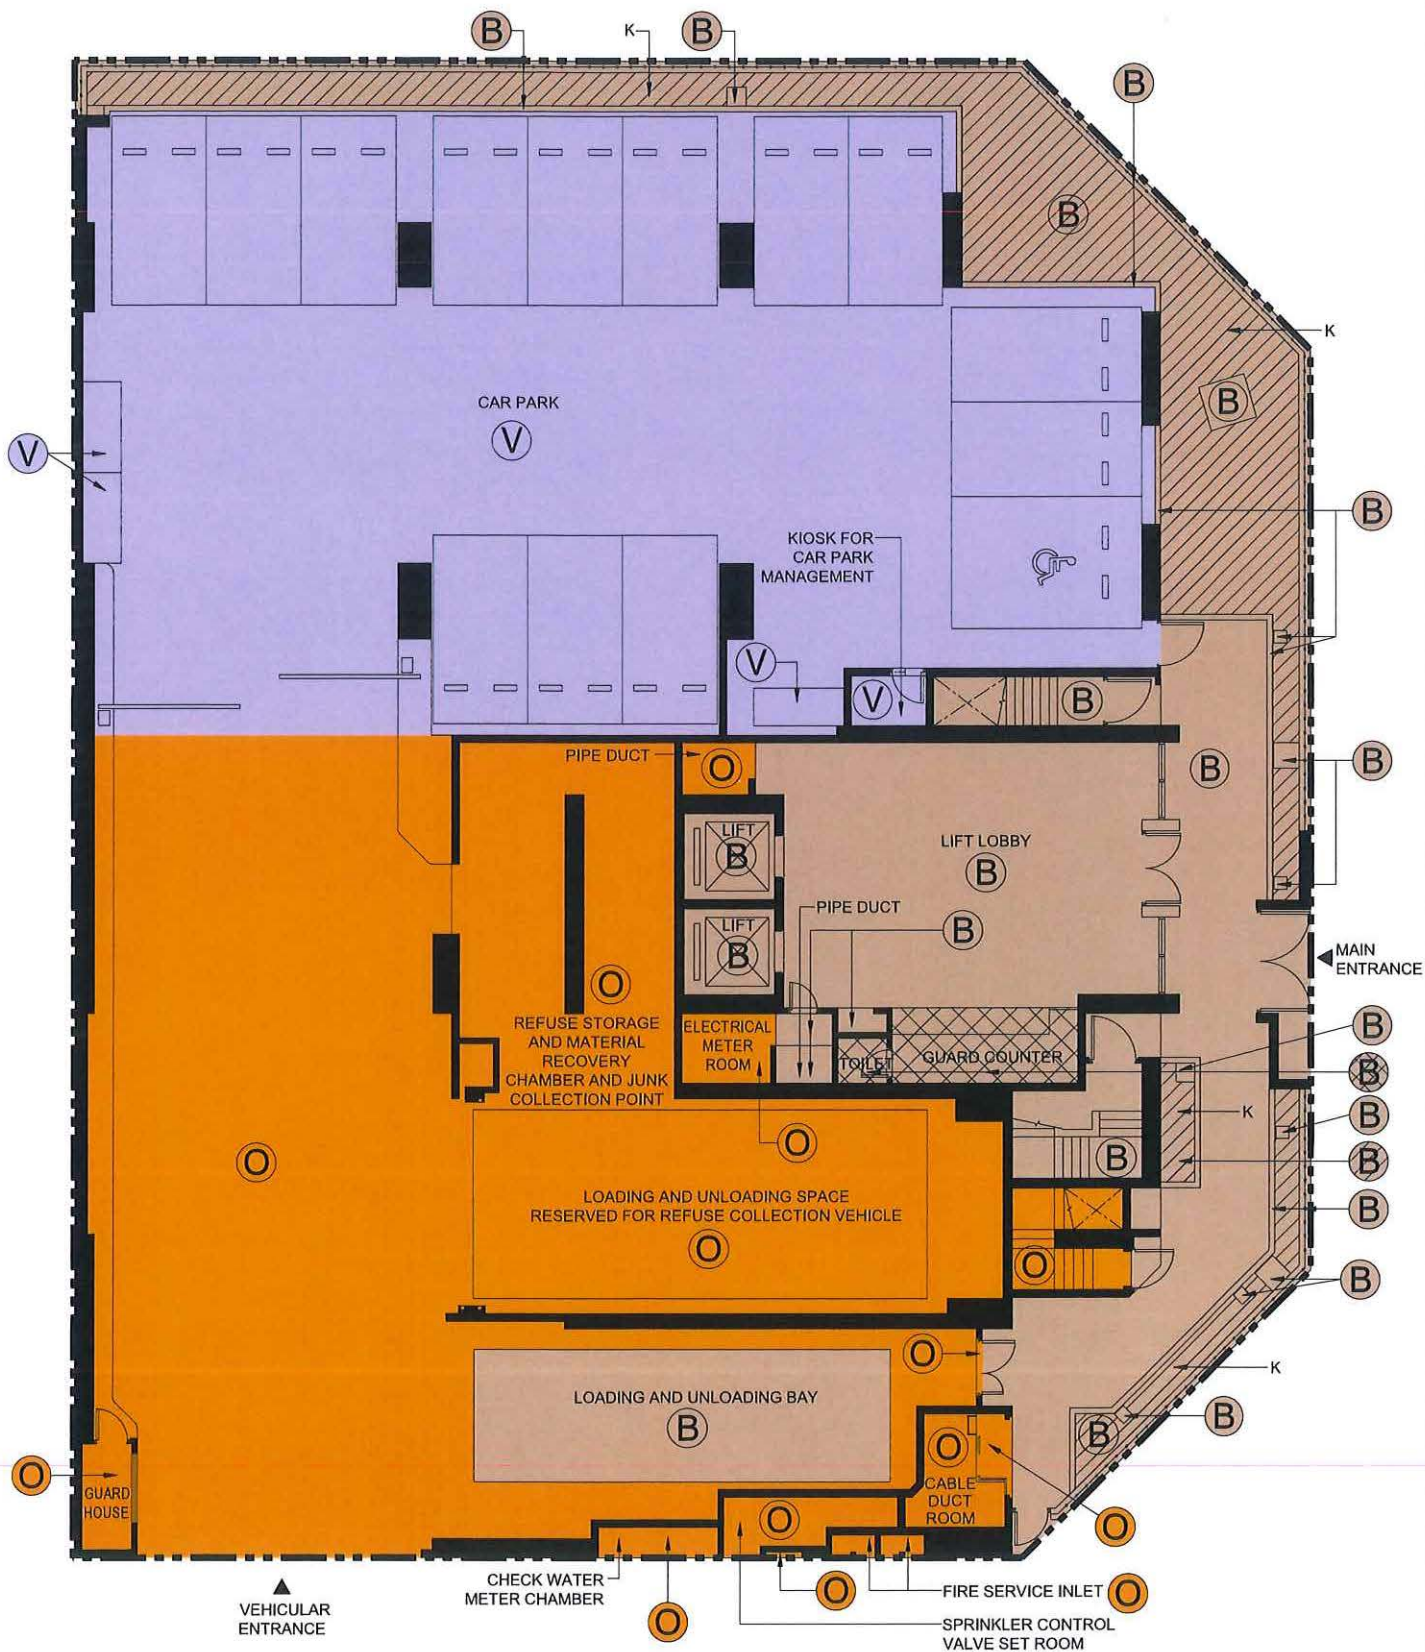 B
K
B
B
B
K
CAR PARK
V
B
V
B
KIOSK FOR
CAR PARK
MANAGEMENT
V
V
B
PIPE DUCT
O
B
B
LIFT
B
LIFT LOBBY
B
PIPE DUCT
B
LIFT
B
MAIN
ENTRANCE
O
REFUSE STORAGE
AND MATERIAL
RECOVERY
CHAMBER AND JUNK
COLLECTION POINT
ELECTRICAL
METER
ROOM
TOILET
GUARD COUNTER
B
B
K
B
O
O
B
B
LOADING AND UNLOADING SPACE
RESERVED FOR REFUSE COLLECTION VEHICLE
B
O
O
B
O
K
LOADING AND UNLOADING BAY
B
B
B
O
GUARD
HOUSE
O
CABLE
DUCT
ROOM
O
O
CHECK WATER
METER CHAMBER
O
O
FIRE SERVICE INLET
O
SPRINKLER CONTROL
VALVE SET ROOM
VEHICULAR
ENTRANCE